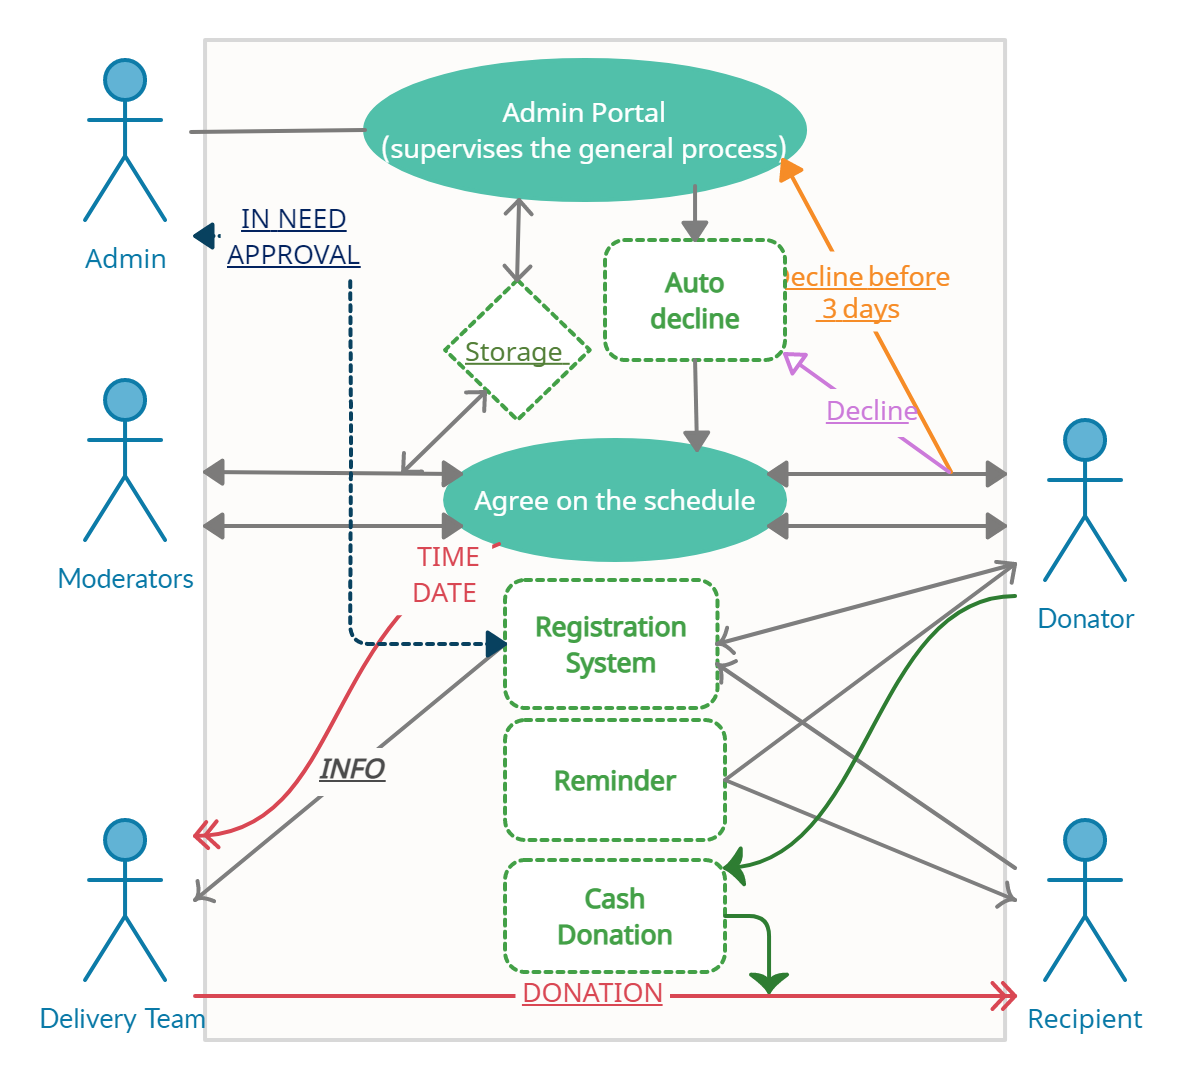 Admin Portal
(supervises the general process)
IN NEED
APPROVAL
Admin
Auto
decline
ecline before
3 days
Storage
Decline
Agree on the schedule
Moderators
TIME
DATE
Donator
Registration
System
INFO
Reminder
Cash
Donation
DONATION
Delivery Team
Recipient